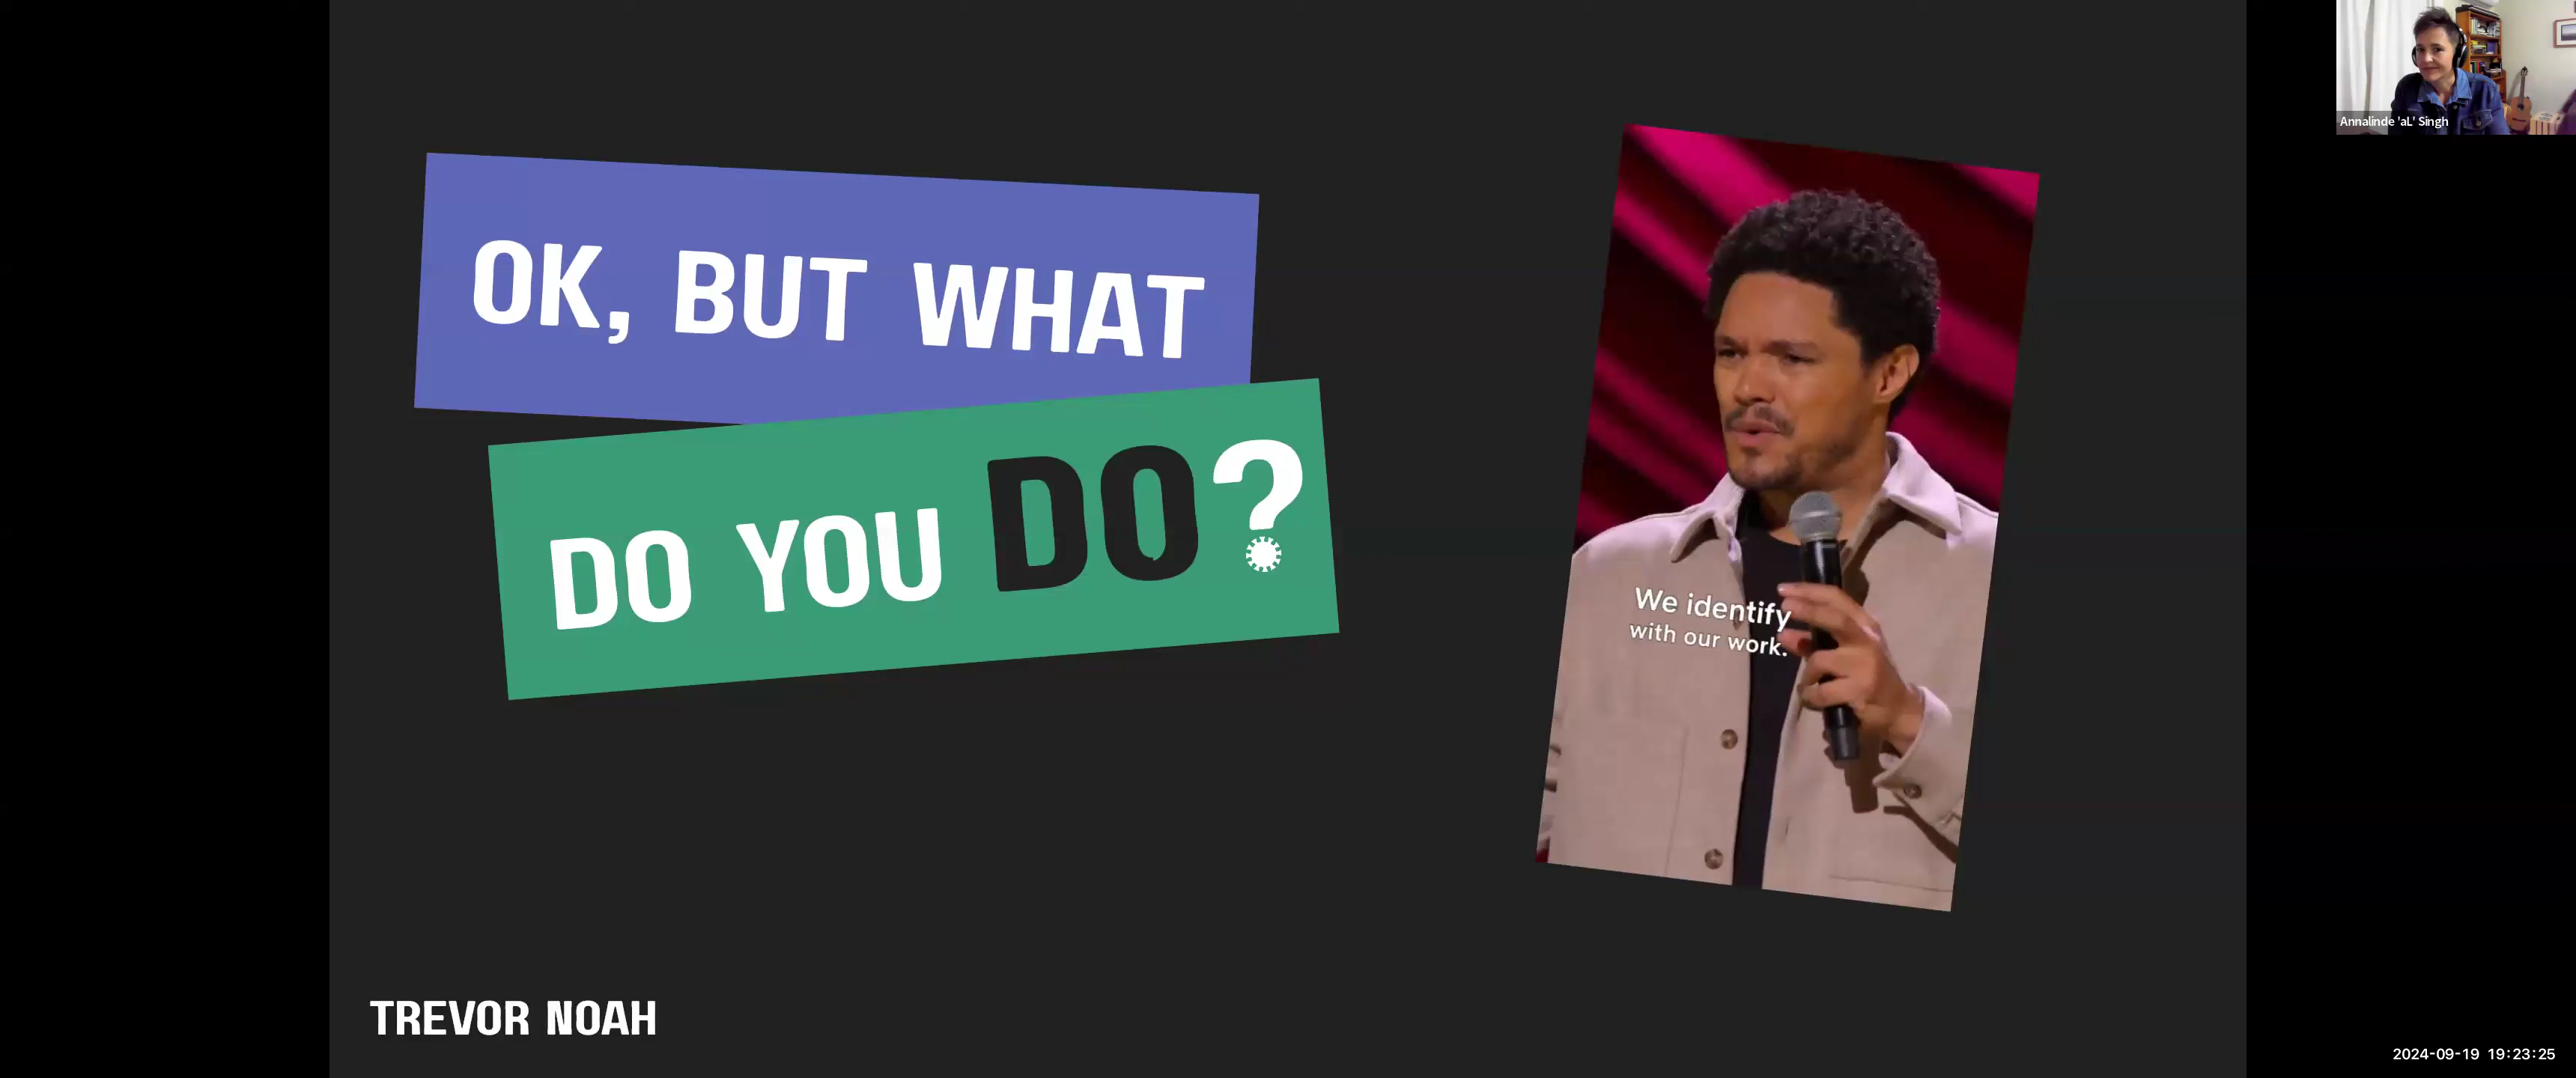 OK, BUT WHAT
DO YOU DO?
We identify
with our work.
TREVOR NOAH
Annalinde 'aL' Singh
2024-09-19 19:23:25